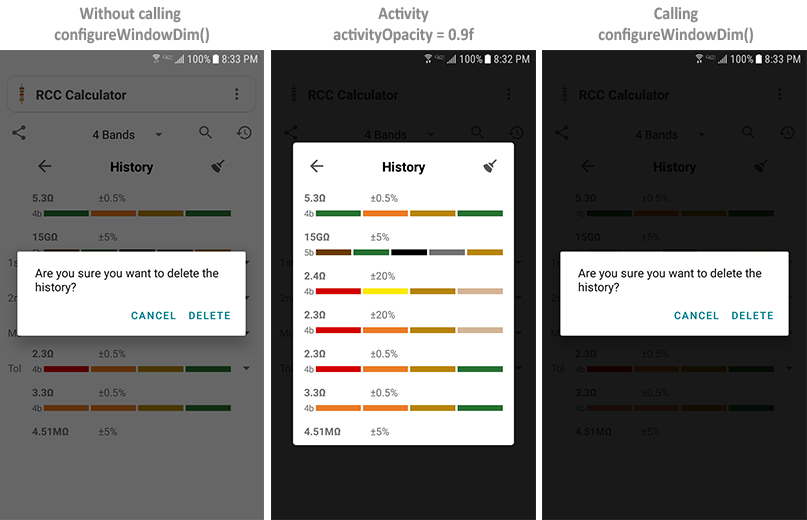 Without calling
configureWindowDim()
100% 8:33 PM
RCC Calculator
4 Bands
History
5.3Ω ±0.5%
4b
15GΩ ±5%
5b
1s
Are you sure you want to delete the
history?
2n
CANCEL DELETE
Mu
2.3Ω ±0.5%
Tol 4b
3.3Ω ±0.5%
4b
4.51MΩ ±5%
Activity
activityOpacity = 0.9f
100% 8:32 PM
RCC Calculator
4 Bands
History
5.3Ω ±0.5%
4b
15GΩ ±5%
5b
2.4Ω ±20%
4b
2.3Ω ±20%
4b
2.3Ω ±0.5%
4b
3.3Ω ±0.5%
4b
4.51MΩ ±5%
Calling
configureWindowDim()
100% 8:33 PM
RCC Calculator
4 Bands
History
5.3Ω ±0.5%
4b
15GΩ ±5%
Are you sure you want to delete the
history?
CANCEL DELETE
2.3Ω ±0.5%
Tol 4b
3.3Ω ±0.5%
4b
4.51MΩ ±5%